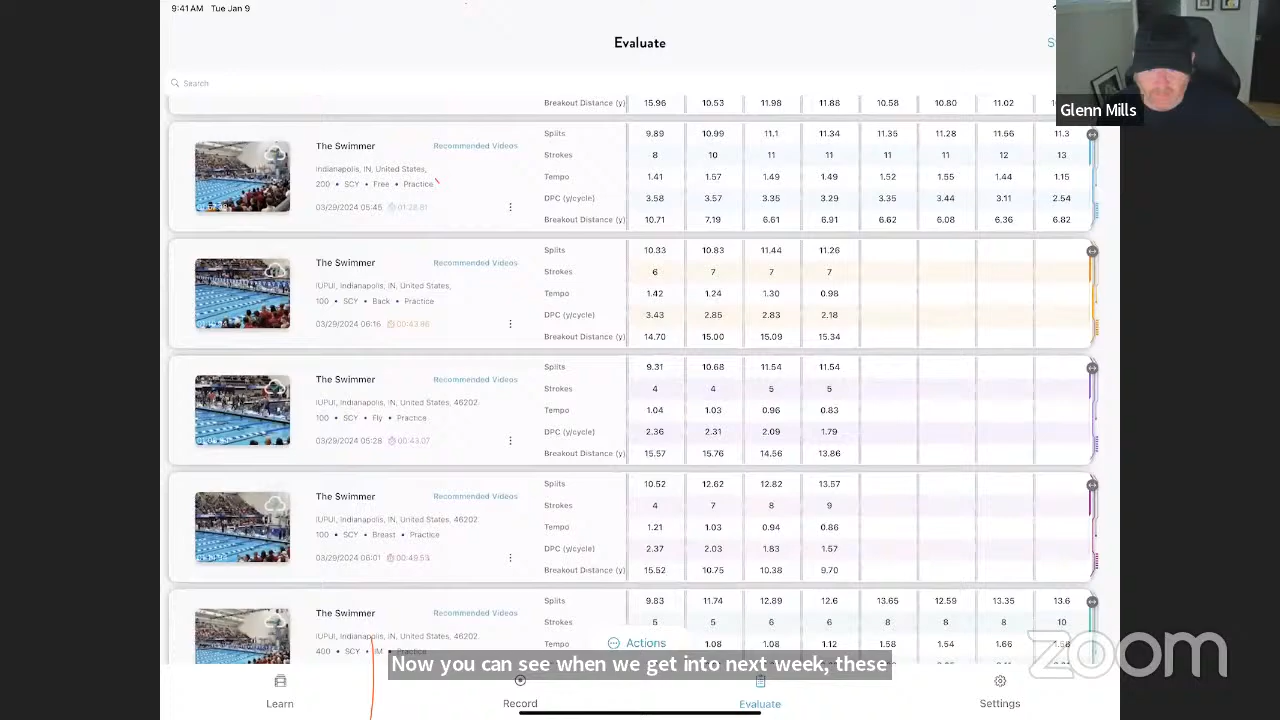 9:41 AM Tue Jan 9
Evaluate
Search
Breakout Distance (y) 15.96 10.53 11.98 11.88 10.58 10.80 11.02
The Swimmer Recommended Videos
Indianapolis, IN, United States,
200 • SCY • Free • Practice
03/29/2024 05:45 01:28.81
Splits 9.89 10.99 11.1 11.34 11.35 11.28 11.56 11.3
Strokes 8 10 11 11 11 11 12 13
Tempo 1.41 1.57 1.49 1.49 1.52 1.55 1.44 1.15
DPC (y/cycle) 3.58 3.57 3.35 3.29 3.35 3.44 3.11 2.54
Breakout Distance (y) 10.71 7.19 6.61 6.91 6.62 6.08 6.36 6.82
The Swimmer Recommended Videos
IUPUI, Indianapolis, IN, United States,
100 • SCY • Back • Practice
03/29/2024 06:16 00:43.86
Splits 10.33 10.83 11.44 11.26
Strokes 6 7 7
Tempo 1.42 1.24 1.30 0.98
DPC (y/cycle) 3.43 2.85 2.83 2.18
Breakout Distance (y) 14.70 15.00 15.09 15.34
The Swimmer Recommended Videos
IUPUI, Indianapolis, IN, United States, 46202
100 • SCY • Fly • Practice
03/29/2024 05:28 00:43.07
Splits 9.31 10.68 11.54 11.54
Strokes 4 4 5 5
Tempo 1.04 1.03 0.96 0.83
DPC (y/cycle) 2.36 2.31 2.09 1.79
Breakout Distance (y) 15.57 15.76 14.56 13.16
The Swimmer Recommended Videos
IUPUI, Indianapolis, IN, United States, 46202
100 • SCY • Breast • Practice
03/29/2024 06:01 00:49.53
Splits 10.52 12.62 12.82 13.57
Strokes 4 7 8 9
Tempo 1.21 1.03 0.94 0.86
DPC (y/cycle) 2.37 2.03 1.83 1.57
Breakout Distance (y) 15.52 10.75 10.38 9.70
The Swimmer Recommended Videos
IUPUI, Indianapolis, IN, United States, 46202
400 • SCY • IM • Practice
Splits 9.83 11.74 12.89 12.6 13.65 12.59 13.35 13.6
Strokes 5 5 6 6 8 8 10
Tempo 1.08 1.08 1.12 1.58 1.54 1.66
Actions
Now you can see when we get into next week, these
Learn
Record
Evaluate
Settings
Glenn Mills
zoom